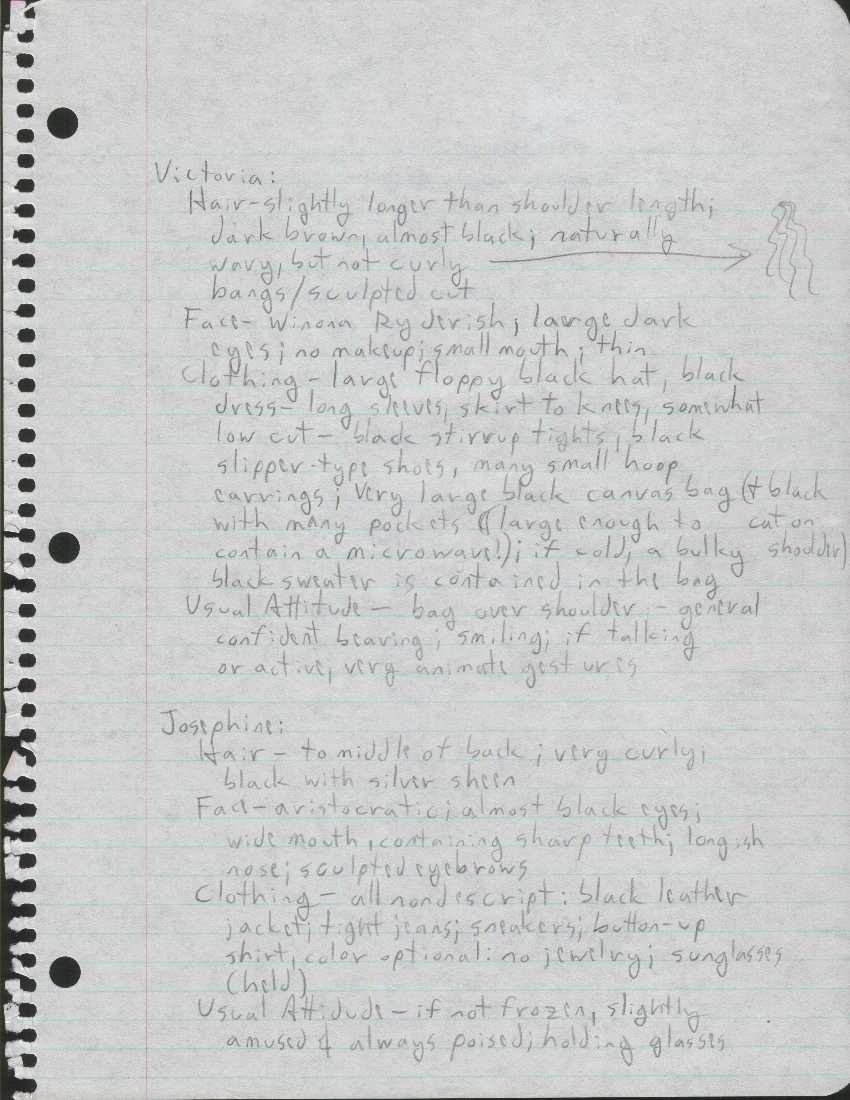 Victoria:
Hair-slightly longer than shoulder length;
dark brown, almost black; naturally
wavy, but not curly
bangs/sculpted cut
Face- Winona Ryderish; large dark
eyes; no makeup; small mouth; thin
Clothing - large floppy black hat, black
dress- long sleeves, skirt to knees, somewhat
low cut - black stirrup tights, black
slipper-type shoes, many small hoop
earrings; very large black canvas bag (+ black
with many pockets ((large enough to cat on
contain a microwave!); if cold, a bulky shodder)
black sweater is contained in the bag
Usual Attitude - bag over shoulder - general
confident bearing; smiling; if talking
or active, very animate gestures
Josephine:
Hair - to middle of back; very curly;
black with silver sheen
Face-aristocratic; almost black eyes;
wide mouth, containing sharp teeth; longish
nose; sculpted eyebrows
Clothing - all nondescript: black leather
jacket; tight jeans; sneakers; button-up
shirt, color optional: no jewelry; sunglasses
(held)
Usual Attidude - if not frozen, slightly
amused & always poised; holding glasses